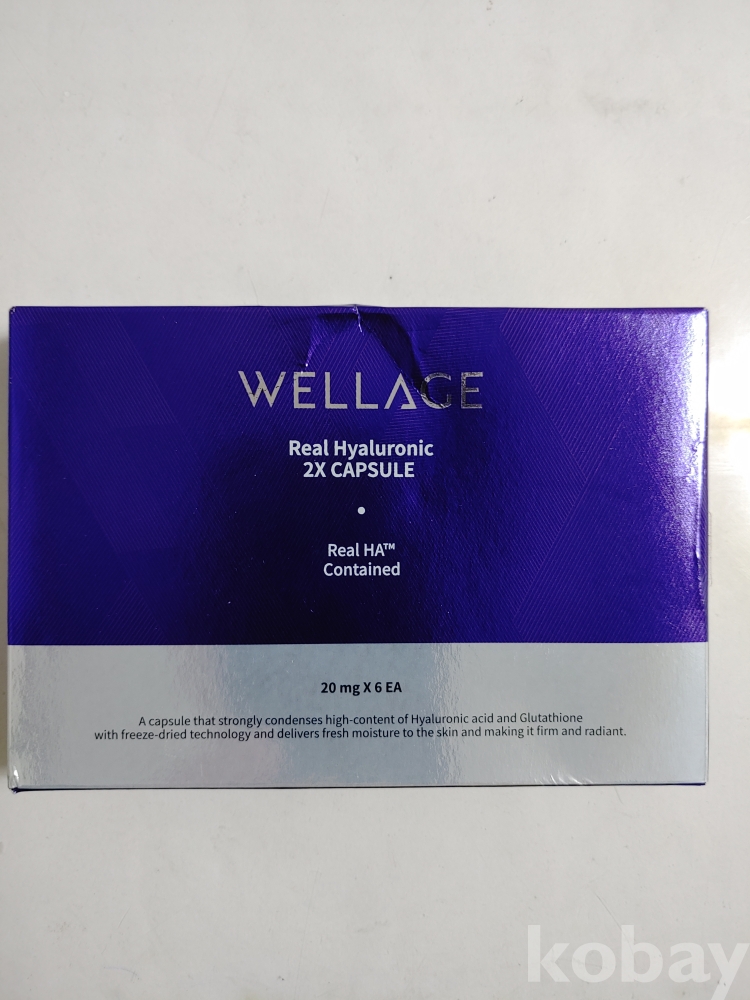 WELLAGE
Real Hyaluronic
2X CAPSULE
Real HA™
Contained
20 mg X 6 EA
A capsule that strongly condenses high-content of Hyaluronic acid and Glutathione
with freeze-dried technology and delivers fresh moisture to the skin and making it firm and radiant.
kobay